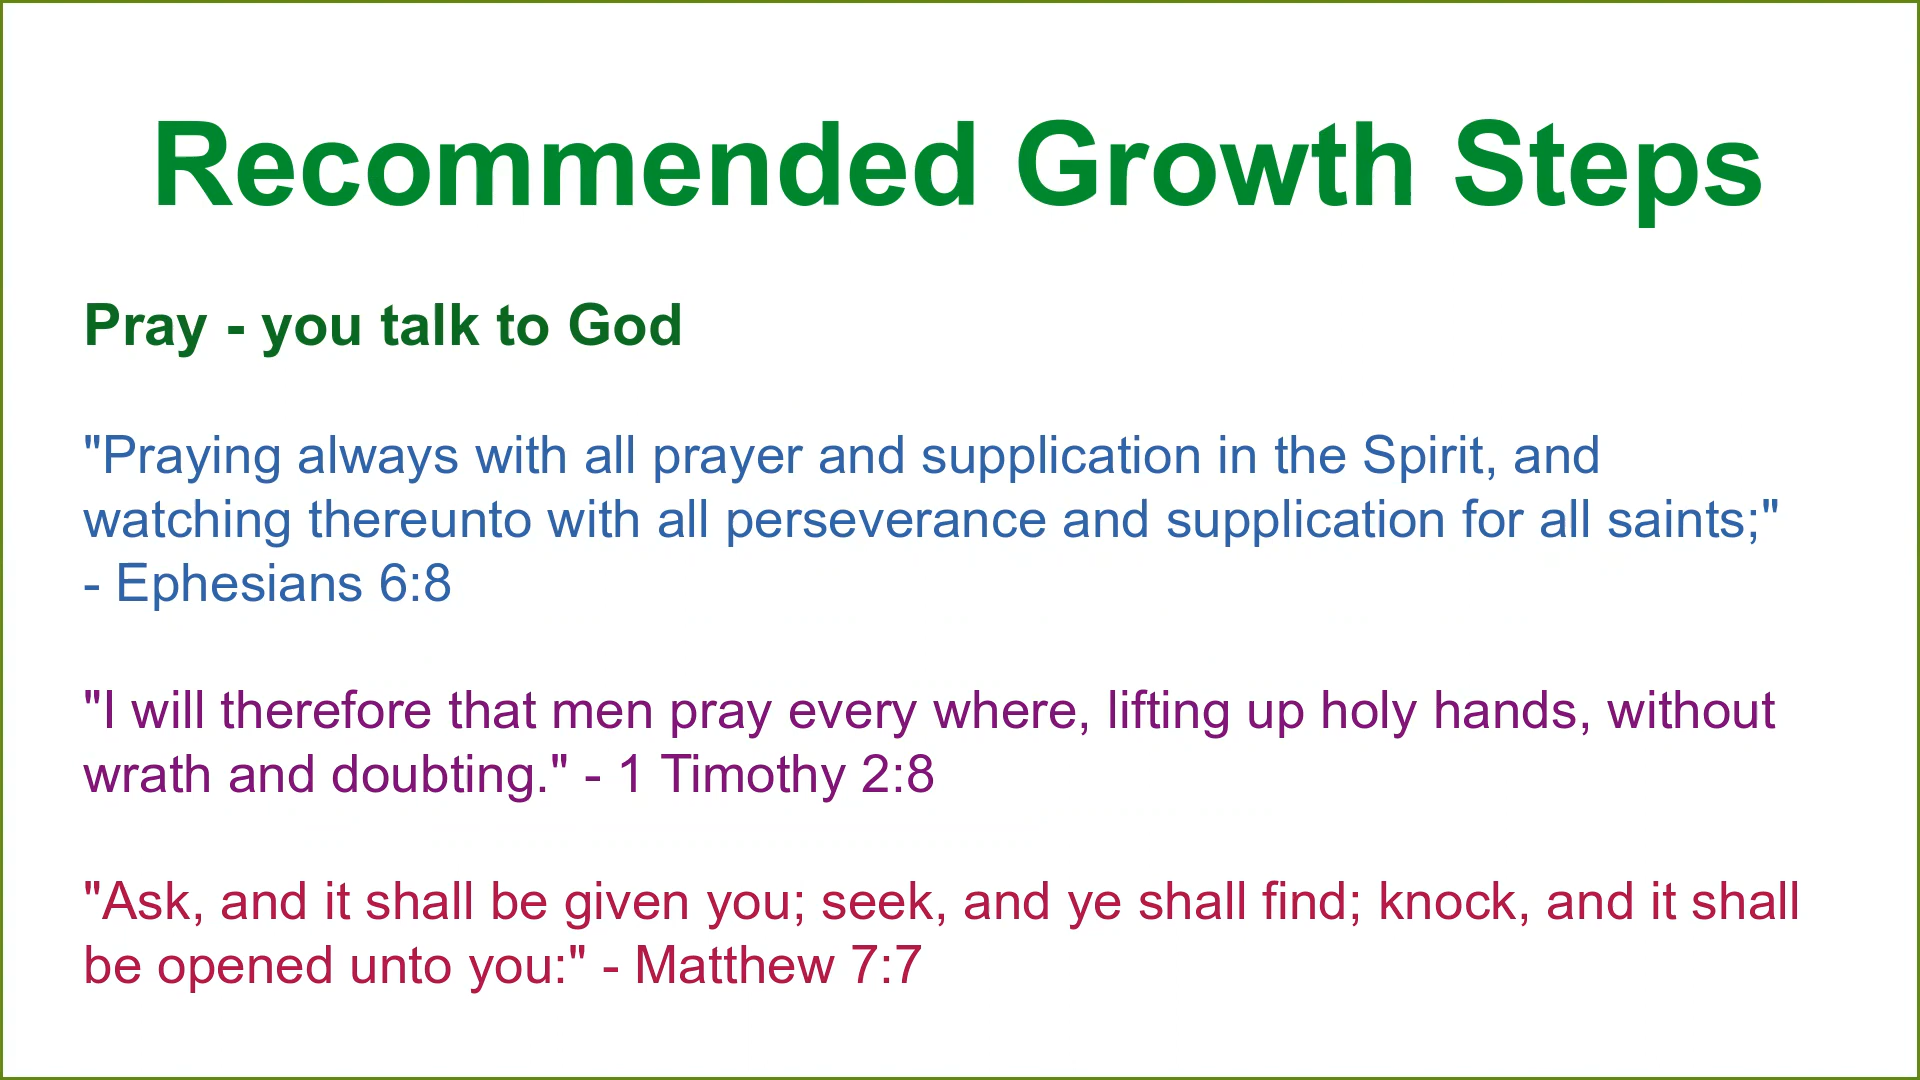 Recommended Growth Steps
Pray - you talk to God
"Praying always with all prayer and supplication in the Spirit, and
watching thereunto with all perseverance and supplication for all saints;"
- Ephesians 6:8
"I will therefore that men pray every where, lifting up holy hands, without
wrath and doubting." - 1 Timothy 2:8
"Ask, and it shall be given you; seek, and ye shall find; knock, and it shall
be opened unto you:" - Matthew 7:7